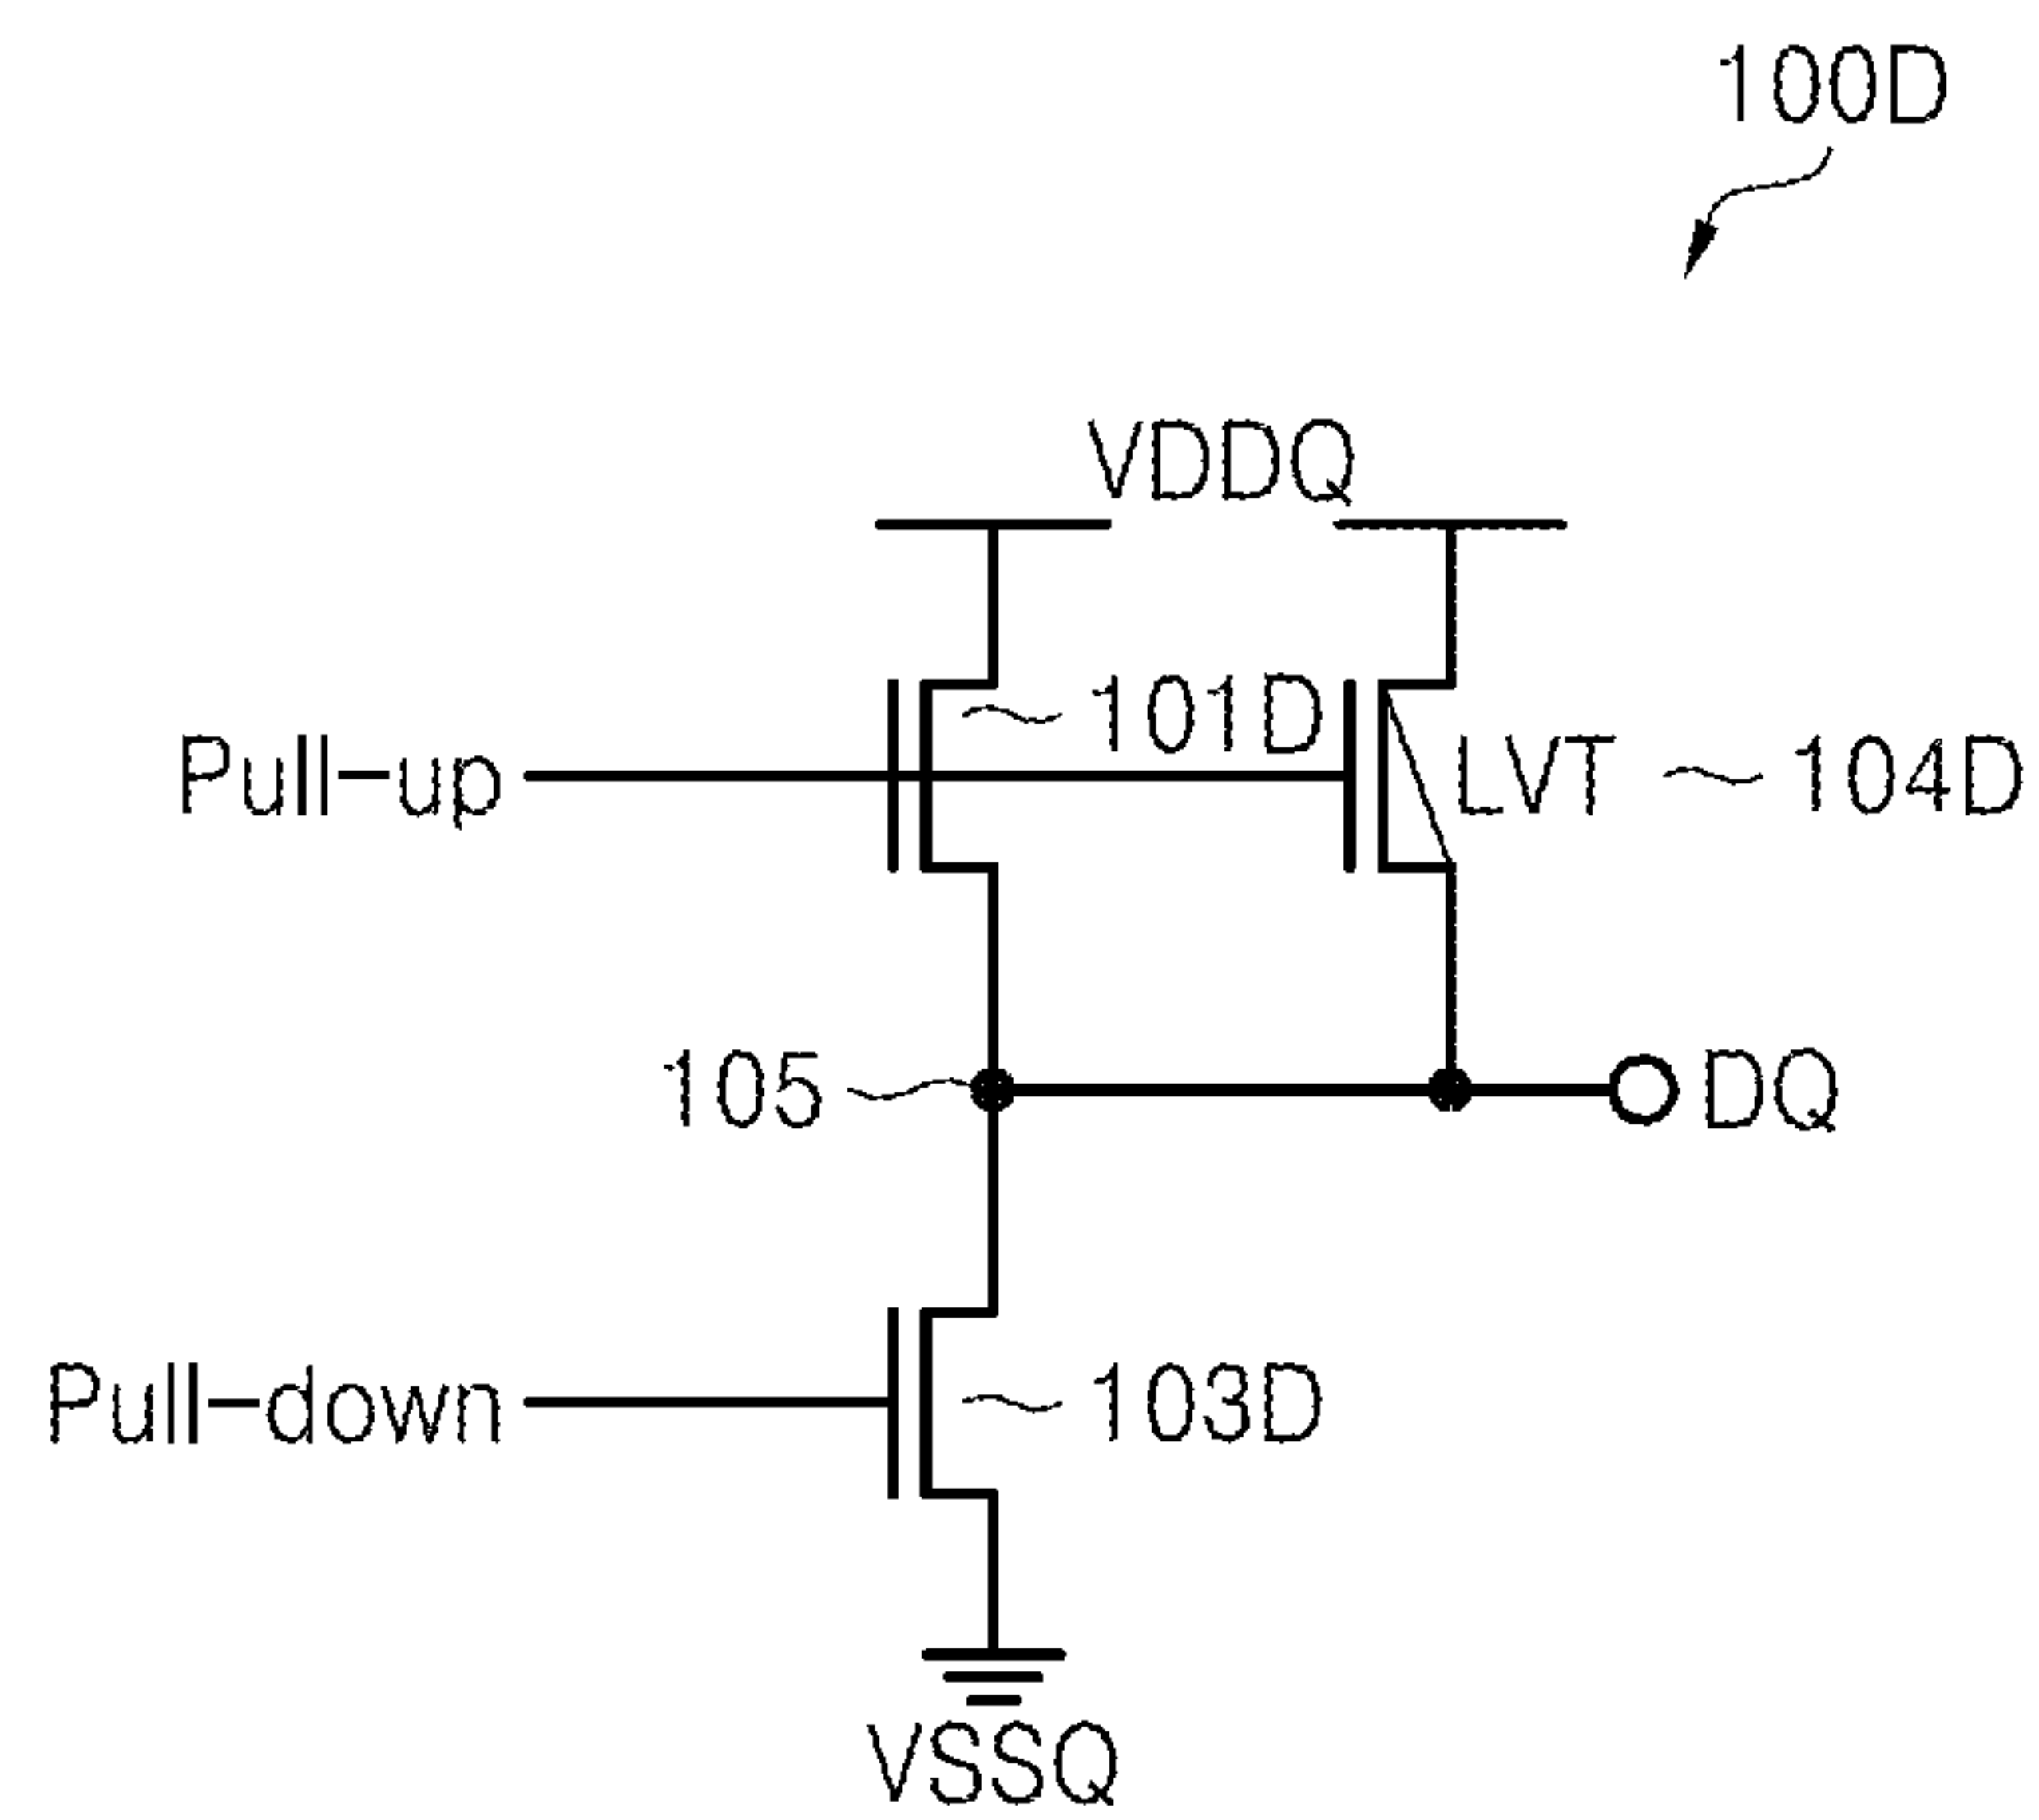 100D
VDDQ
101D
Pull-up
LVT
104D
105
DQ
Pull-down
103D
VSSQ